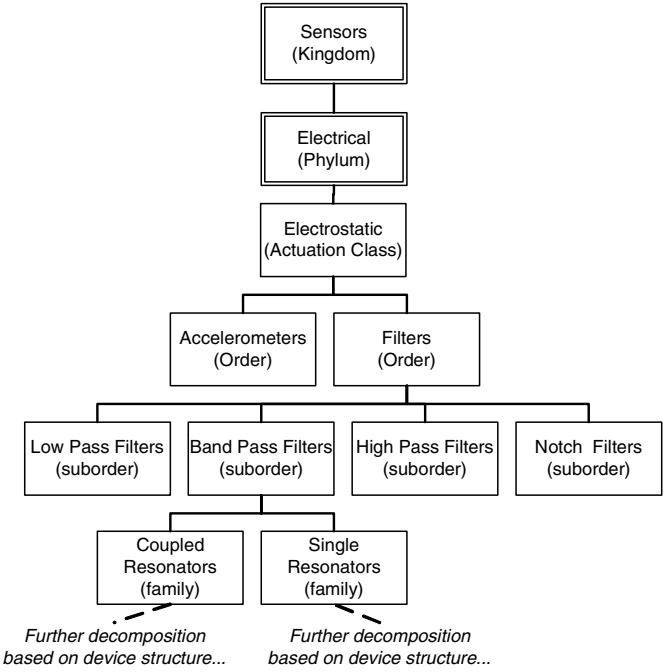 Sensors
(Kingdom)
Electrical
(Phylum)
Electrostatic
(Actuation Class)
Accelerometers
(Order)
Filters
(Order)
Low Pass Filters
(suborder)
Band Pass Filters
(suborder)
High Pass Filters
(suborder)
Notch Filters
(suborder)
Coupled
Resonators
(family)
Single
Resonators
(family)
Further decomposition
based on device structure...
Further decomposition
based on device structure...